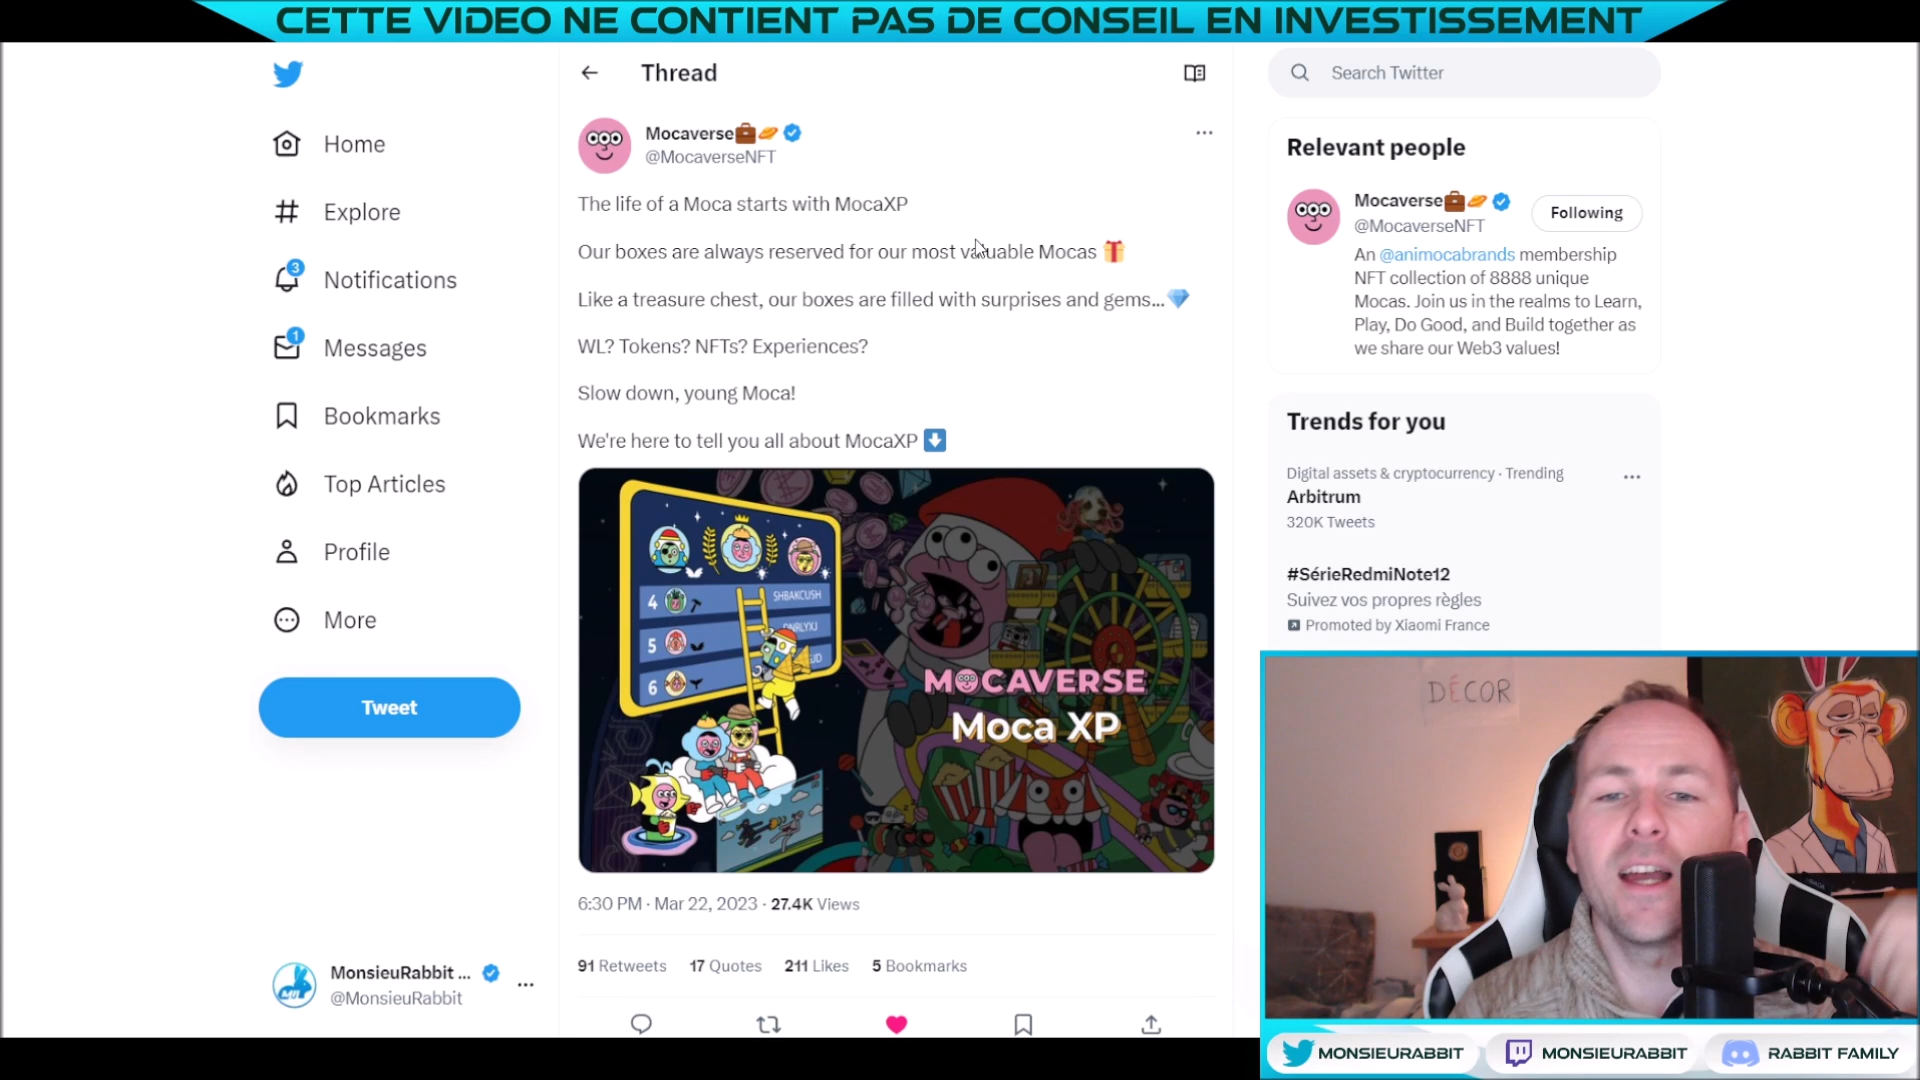 CETTE VIDEO NE CONTIENT PAS DE CONSEIL EN INVESTISSEMENT
Home
Explore
3
Notifications
1
Messages
Bookmarks
Top Articles
Profile
More
Tweet
MonsieuRabbit ...
@MonsieuRabbit
Thread
Mocaverse
@MocaverseNFT
The life of a Moca starts with MocaXP
Our boxes are always reserved for our most valuable Mocas
Like a treasure chest, our boxes are filled with surprises and gems...
WL? Tokens? NFTs? Experiences?
Slow down, young Moca!
We're here to tell you all about MocaXP
4 SHBAKCUSH
5
6
MOCAVERSE
Moca XP
6:30 PM · Mar 22, 2023 · 27.4K Views
91 Retweets 17 Quotes 211 Likes 5 Bookmarks
Search Twitter
Relevant people
Mocaverse
@MocaverseNFT
Following
An @animocabrands membership
NFT collection of 8888 unique
Mocas. Join us in the realms to Learn,
Play, Do Good, and Build together as
we share our Web3 values!
Trends for you
Digital assets & cryptocurrency · Trending
Arbitrum
320K Tweets
#SérieRedmiNote12
Suivez vos propres règles
Promoted by Xiaomi France
DÉCOR
MONSIEURABBIT
MONSIEURABBIT
RABBIT FAMILY